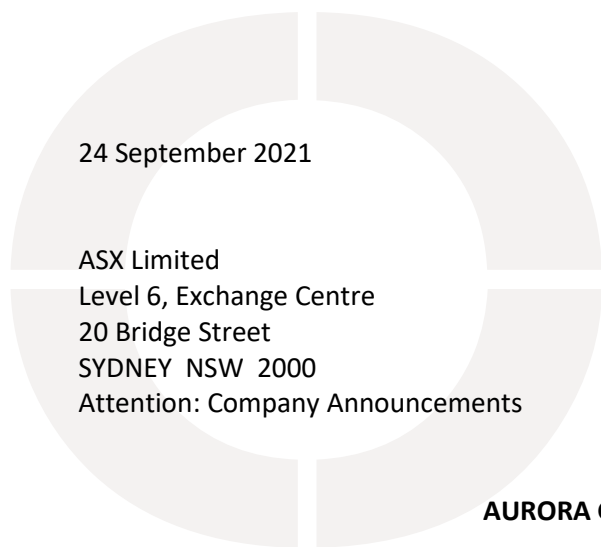 24 September 2021
ASX Limited
Level 6, Exchange Centre
20 Bridge Street
SYDNEY NSW 2000
Attention: Company Announcements
AURORA